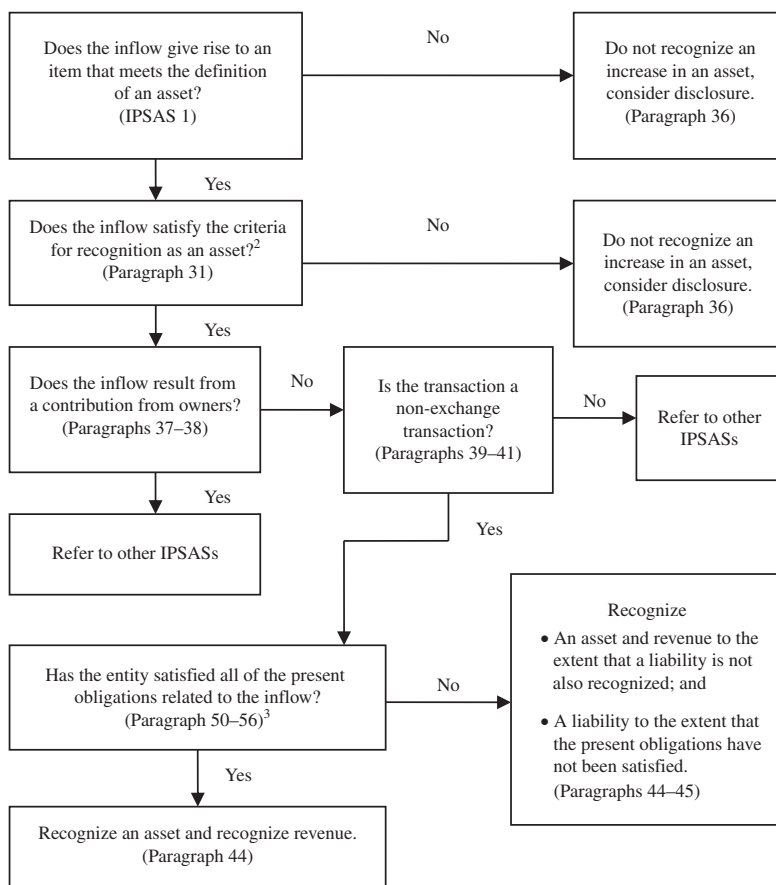 Does the inflow give rise to an
item that meets the definition
of an asset?
(IPSAS 1)
No
Do not recognize an
increase in an asset,
consider disclosure.
(Paragraph 36)
Yes
Does the inflow satisfy the criteria
for recognition as an asset?²
(Paragraph 31)
No
Do not recognize an
increase in an asset,
consider disclosure.
(Paragraph 36)
Yes
Does the inflow result from
a contribution from owners?
(Paragraphs 37–38)
No
Is the transaction a
non-exchange
transaction?
(Paragraphs 39–41)
No
Refer to other
IPSASs
Yes
Refer to other IPSASs
Yes
Has the entity satisfied all of the present
obligations related to the inflow?
(Paragraph 50–56)³
No
Recognize
• An asset and revenue to the
extent that a liability is not
also recognized; and
• A liability to the extent that
the present obligations have
not been satisfied.
(Paragraphs 44–45)
Yes
Recognize an asset and recognize revenue.
(Paragraph 44)